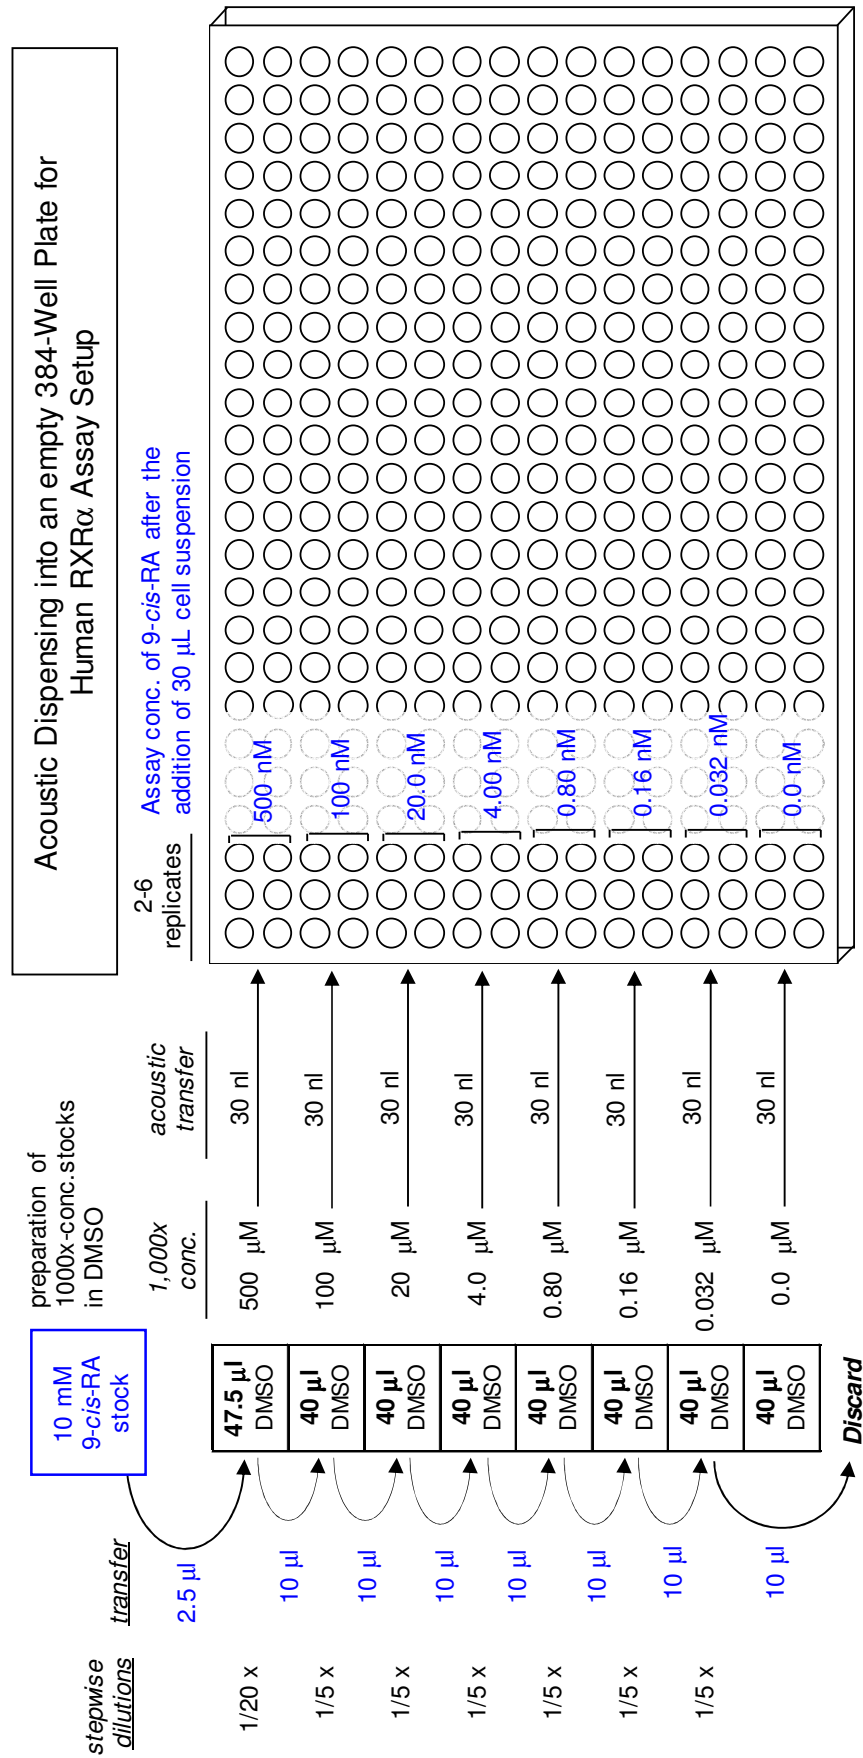 Acoustic Dispensing into an empty 384-Well Plate for
Human RXRα Assay Setup
10 mM
9-cis-RA
stock
preparation of
1000x-conc.stocks
in DMSO
Assay conc. of 9-cis-RA after the
addition of 30 µL cell suspension
stepwise
dilutions
transfer
1,000x
conc.
acoustic
transfer
2-6
replicates
2.5 µl
1/20 x
47.5 µl
DMSO
500 µM
30 nl
500 nM
10 µl
1/5 x
40 µl
DMSO
100 µM
30 nl
100 nM
10 µl
1/5 x
40 µl
DMSO
20 µM
30 nl
20.0 nM
10 µl
1/5 x
40 µl
DMSO
4.0 µM
30 nl
4.00 nM
10 µl
1/5 x
40 µl
DMSO
0.80 µM
30 nl
0.80 nM
10 µl
1/5 x
40 µl
DMSO
0.16 µM
30 nl
0.16 nM
10 µl
1/5 x
40 µl
DMSO
0.032 µM
30 nl
0.032 nM
10 µl
40 µl
DMSO
0.0 µM
30 nl
0.0 nM
Discard